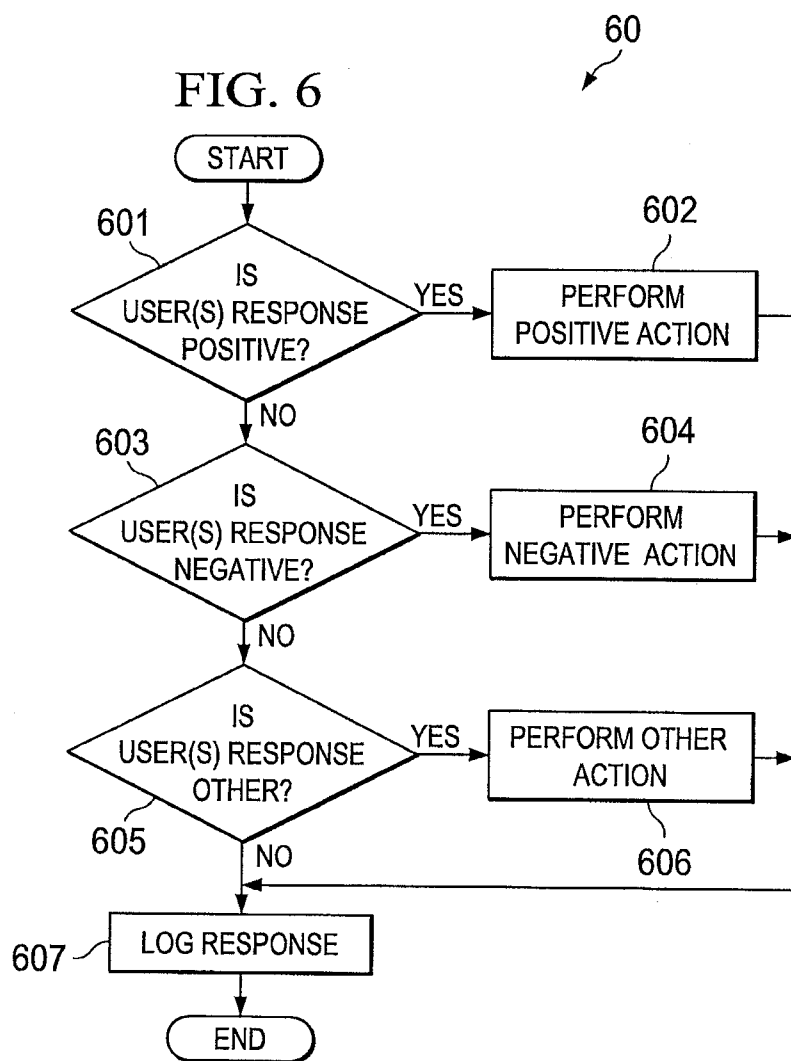 60
FIG. 6
START
601
IS
USER(S) RESPONSE
POSITIVE?
YES
602
PERFORM
POSITIVE ACTION
NO
603
IS
USER(S) RESPONSE
NEGATIVE?
YES
604
PERFORM
NEGATIVE ACTION
NO
IS
USER(S) RESPONSE
OTHER?
605
YES
PERFORM OTHER
ACTION
606
NO
607
LOG RESPONSE
END